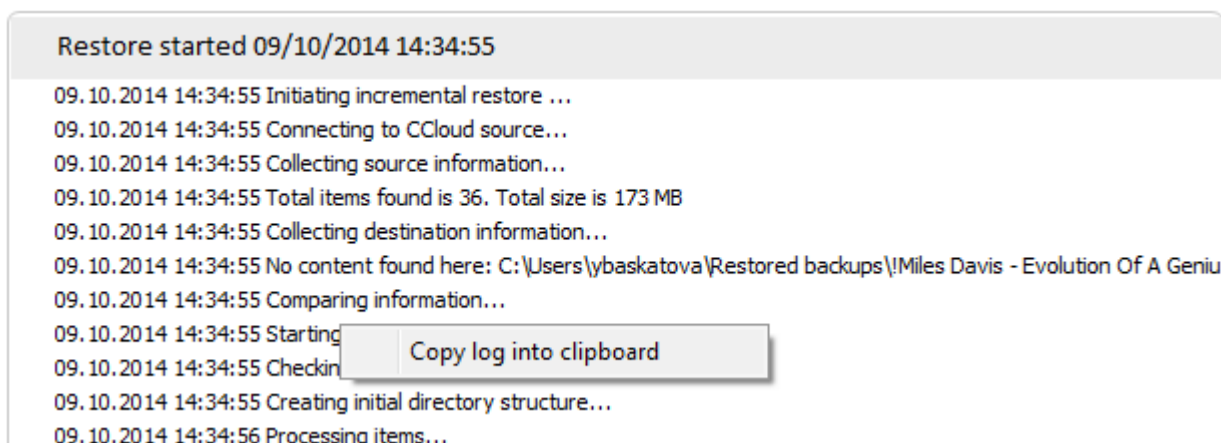 Restore started 09/10/2014 14:34:55
09.10.2014 14:34:55 Initiating incremental restore ...
09.10.2014 14:34:55 Connecting to CCloud source...
09.10.2014 14:34:55 Collecting source information...
09.10.2014 14:34:55 Total items found is 36. Total size is 173 MB
09.10.2014 14:34:55 Collecting destination information...
09.10.2014 14:34:55 No content found here: C:\Users\ybaskatova\Restored backups\!Miles Davis - Evolution Of A Geniu
09.10.2014 14:34:55 Comparing information...
09.10.2014 14:34:55 Starting
Copy log into clipboard
09.10.2014 14:34:55 Checkin
09.10.2014 14:34:55 Creating initial directory structure...
09.10.2014 14:34:56 Processing items...